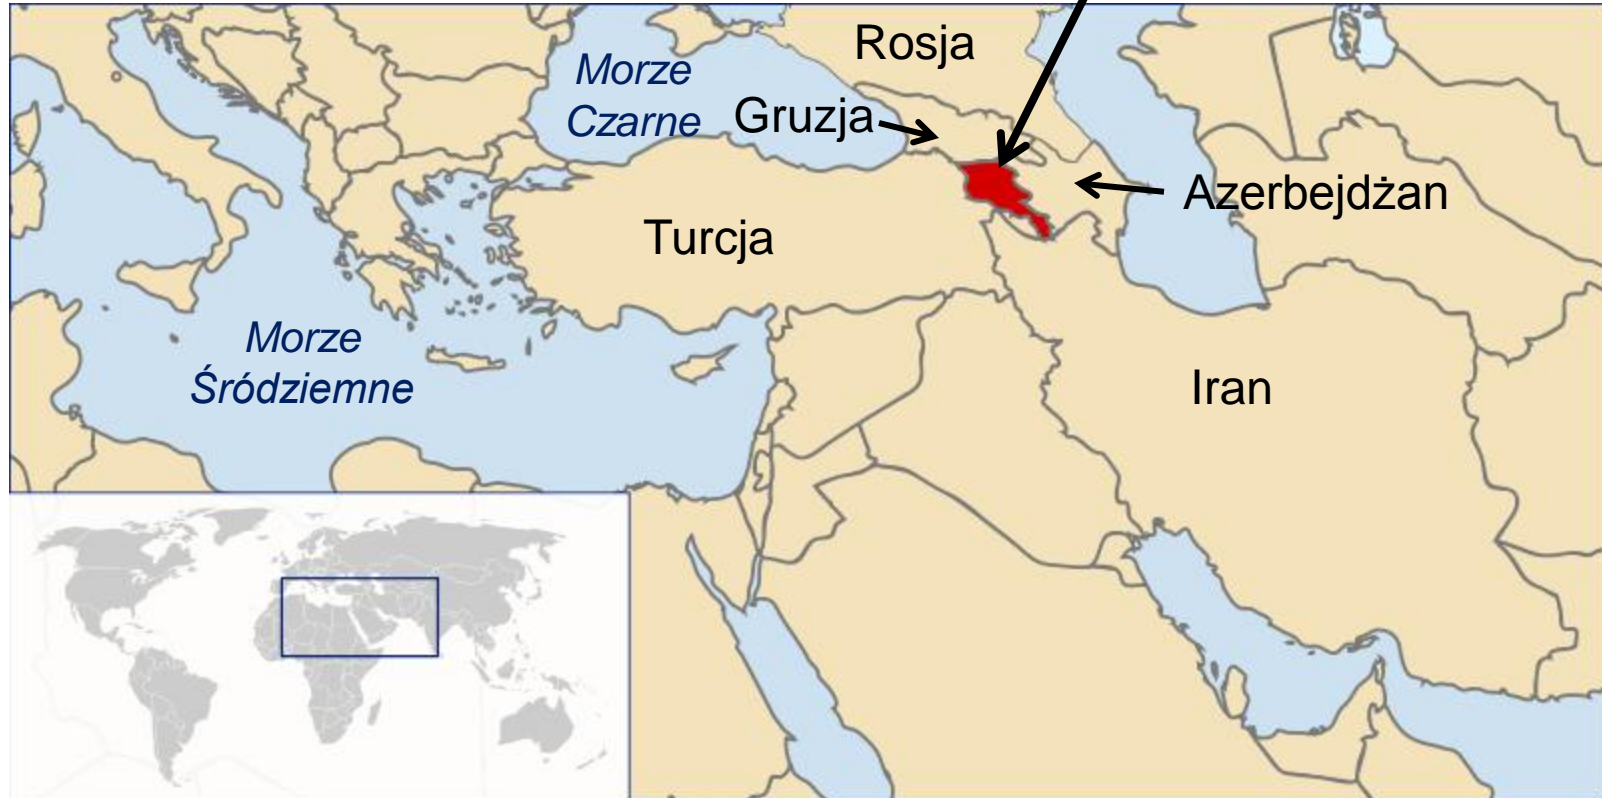 Rosja
Morze
Czarne
Gruzja
Azerbejdżan
Turcja
Morze
Śródziemne
Iran